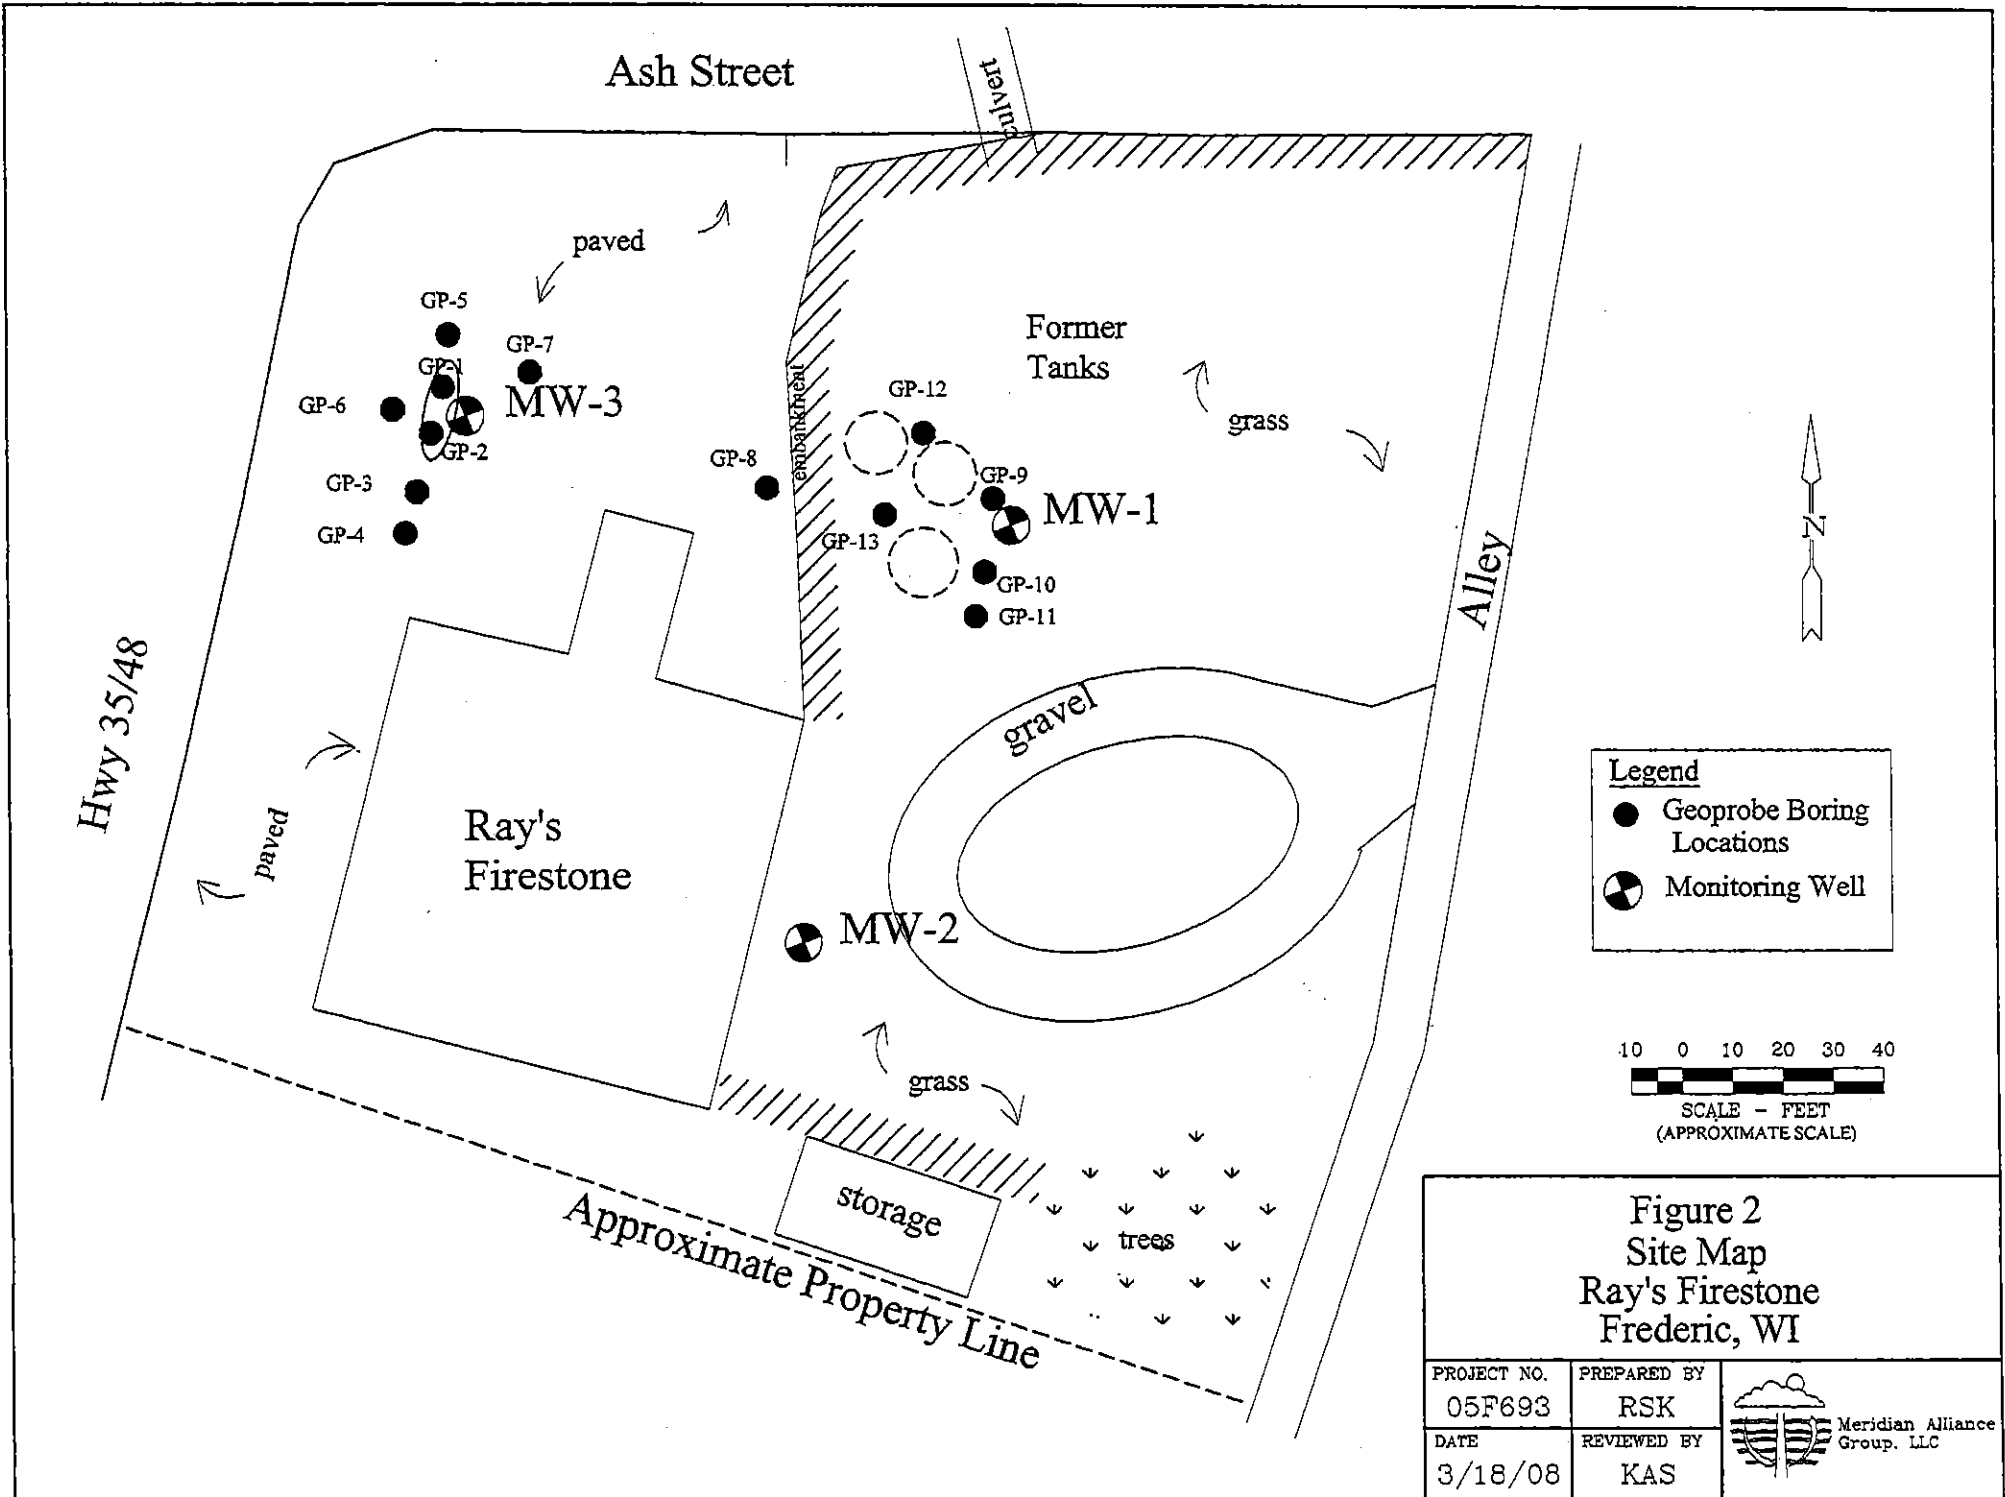 Ash Street
culvert
paved
GP-5
GP-7
GP-1
MW-3
GP-6
GP-2
GP-3
GP-4
GP-8
embankment
Former
Tanks
GP-12
grass
GP-9
MW-1
GP-13
GP-10
GP-11
Alley
N
Hwy 35/48
paved
Ray's
Firestone
gravel
MW-2
grass
storage
trees
Approximate Property Line
Legend
Geoprobe Boring
Locations
Monitoring Well
10 0 10 20 30 40
SCALE - FEET
(APPROXIMATE SCALE)
Figure 2
Site Map
Ray's Firestone
Frederic, WI
PROJECT NO.
05F693
PREPARED BY
RSK
DATE
3/18/08
REVIEWED BY
KAS
Meridian Alliance
Group. LLC